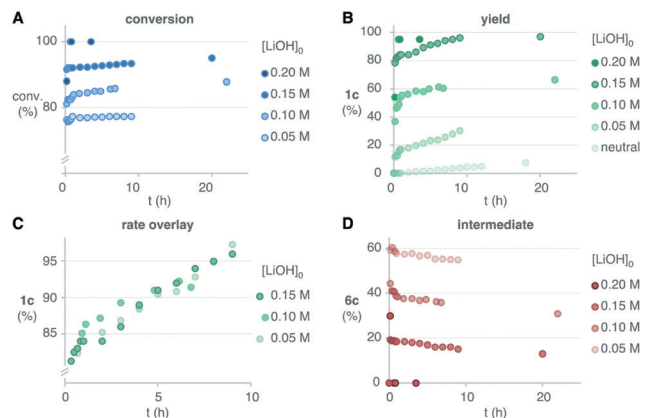 A
conversion
100
80
conv.
(%)
0
10
20
t (h)
[LiOH]₀
0.20 M
0.15 M
0.10 M
0.05 M
B
yield
100
80
60
40
20
0
1c
(%)
0
10
20
t (h)
[LiOH]₀
0.20 M
0.15 M
0.10 M
0.05 M
neutral
C
rate overlay
95
90
85
1c
(%)
0
5
10
t (h)
[LiOH]₀
0.15 M
0.10 M
0.05 M
D
intermediate
60
40
20
0
6c
(%)
0
10
20
t (h)
[LiOH]₀
0.20 M
0.15 M
0.10 M
0.05 M